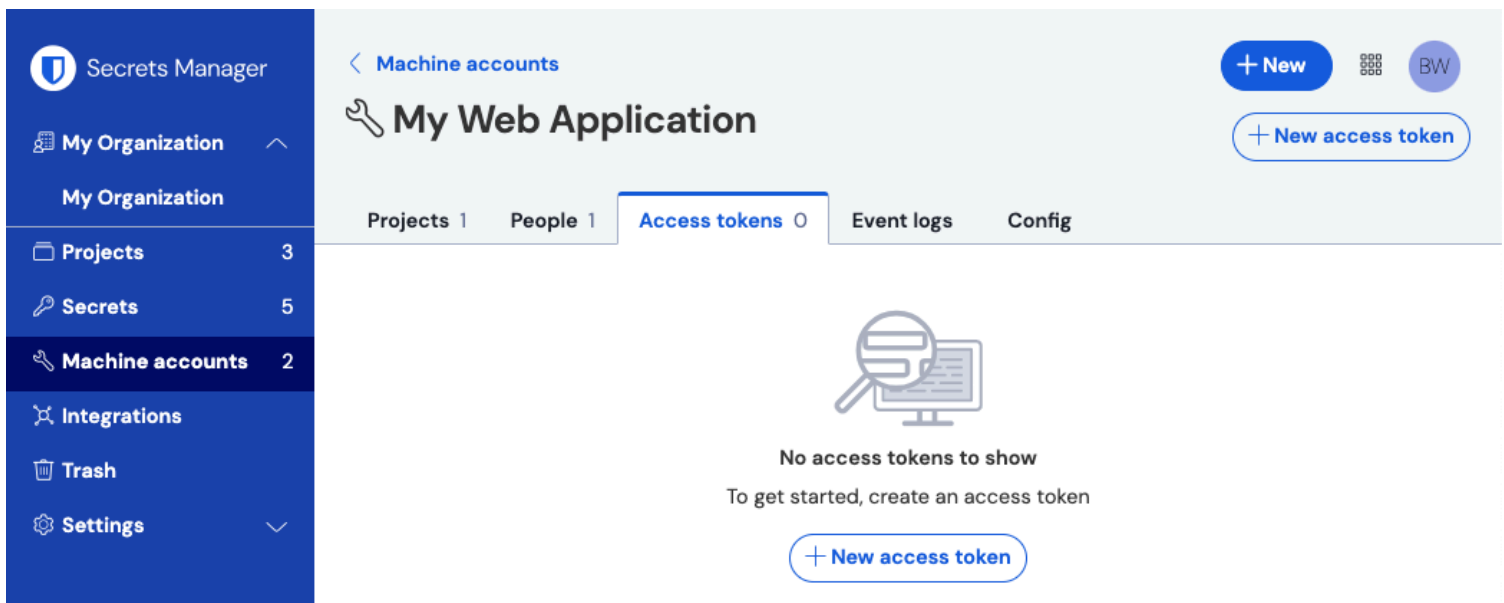 Secrets Manager
My Organization
My Organization
Projects 3
Secrets 5
Machine accounts 2
Integrations
Trash
Settings
Machine accounts
My Web Application
+ New
BW
+ New access token
Projects 1 People 1 Access tokens 0 Event logs Config
No access tokens to show
To get started, create an access token
+ New access token